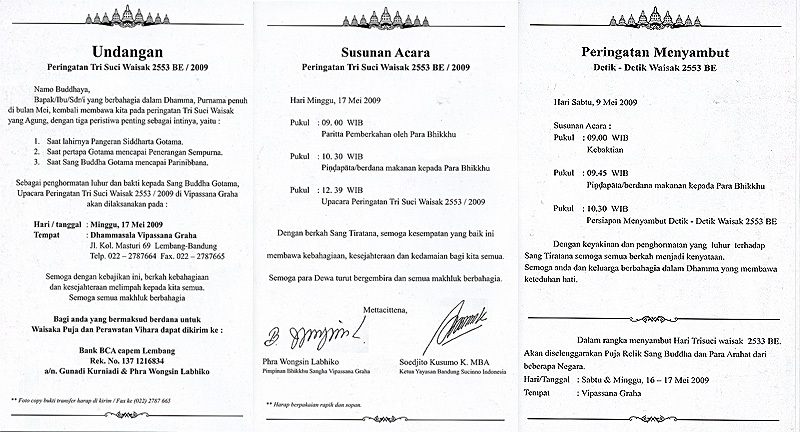 Undangan
Peringatan Tri Suci Waisak 2553 BE / 2009
Namo Buddhaya,
Bapak/Ibu/Sdr/i yang berbahagia dalam Dhamma, Purnama penuh
di bulan Mei, kembali membawa kita pada peringatan Tri Suci Waisak
yang Agung, dengan tiga peristiwa penting sebagai intinya, yaitu :
1. Saat lahirnya Pangeran Siddharta Gotama.
2. Saat pertapa Gotama mencapai Penerangan Sempurna.
3. Saat Sang Buddha Gotama mencapai Parinibbana.
Sebagai penghormatan luhur dan bakti kepada Sang Buddha Gotama,
Upacara Peringatan Tri Suci Waisak 2553 / 2009 di Vipassana Graha
akan dilaksanakan pada :
Hari / tanggal : Minggu, 17 Mei 2009
Tempat : Dhammasala Vipassana Graha
Jl. Kol. Masturi 69 Lembang-Bandung
Telp. 022 – 2787664 Fax. 022 – 2787665
Semoga dengan kebajikan ini, berkah kebahagiaan
dan kesejahteraan melimpah kepada kita semua.
Semoga semua makhluk berbahagia
Bagi anda yang bermaksud berdana untuk
Waisaka Puja dan Perawatan Vihara dapat dikirim ke :
Bank BCA capem Lembang
Rek. No. 137 1216834
a/n. Gunadi Kurniadi & Phra Wongsin Labhiko
** Foto copy bukti transfer harap di kirim / Fax ke (022) 2787 665
Susunan Acara
Peringatan Tri Suci Waisak 2553 BE / 2009
Hari Minggu, 17 Mei 2009
Pukul : 09. 00 WIB
Paritta Pemberkahan oleh Para Bhikkhu
Pukul : 10. 30 WIB
Piṇḍapāta/berdana makanan kepada Para Bhikkhu
Pukul : 12. 39 WIB
Upacara Peringatan Tri Suci Waisak 2553 / 2009
Dengan berkah Sang Tiratana, semoga kesempatan yang baik ini
membawa kebahagiaan, kesejahteraan dan kedamaian bagi kita semua.
Semoga para Dewa turut bergembira dan semua makhluk berbahagia.
Mettacittena,
Phra Wongsin Labhiko
Pimpinan Bhikkhu Sangha Vipassana Graha
Soedjito Kusumo K. MBA
Ketua Yayasan Bandung Sucinno Indonesia
** Harap berpakaian rapih dan sopan.
Peringatan Menyambut
Detik - Detik Waisak 2553 BE
Hari Sabtu, 9 Mei 2009
Susunan Acara :
Pukul : 09.00 WIB
Kebaktian
Pukul : 09.45 WIB
Piṇḍapāta/berdana makanan kepada Para Bhikkhu
Pukul : 10.30 WIB
Persiapan Menyambut Detik - Detik Waisak 2553 BE
Dengan keyakinan dan penghormatan yang luhur terhadap
Sang Tiratana semoga semua berkah menjadi kenyataan.
Semoga anda dan keluarga berbahagia dalam Dhamma yang membawa
keteduhan hati.
Dalam rangka menyambut Hari Trisuci waisak 2533 BE.
Akan diselenggarakan Puja Relik Sang Buddha dan Para Arahat dari
beberapa Negara.
Hari/Tanggal : Sabtu & Minggu, 16 – 17 Mei 2009
Tempat : Vipassana Graha